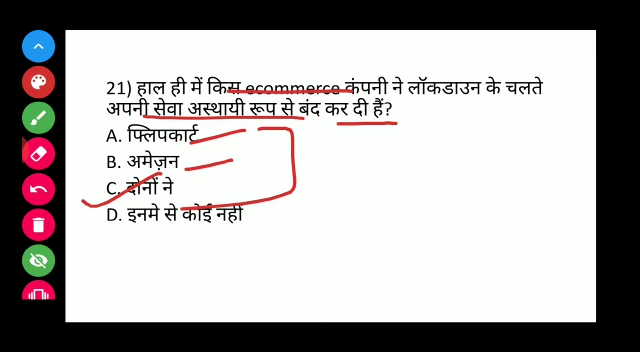 21) हाल ही में किस ecommerce कंपनी ने लॉकडाउन के चलते
अपनी सेवा अस्थायी रूप से बंद कर दी हैं?
A. फ्लिपकार्ट
B. अमेज़न
C. दोनों ने
D. इनमे से कोई नही